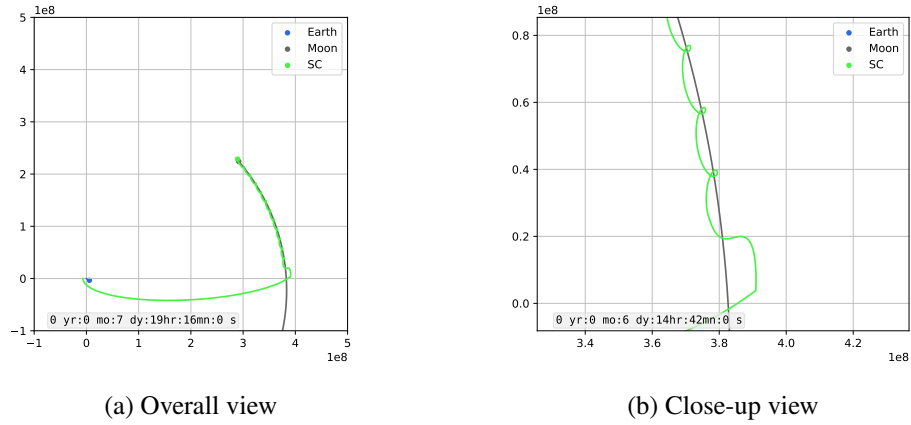 1e8
5
4
3
2
1
0
−1
−1
0
1
2
3
4
5
1e8
Earth
Moon
SC
0 yr:0 mo:7 dy:19hr:16mn:0 s
(a) Overall view
1e8
0.8
0.6
0.4
0.2
0.0
3.4
3.6
3.8
4.0
4.2
1e8
Earth
Moon
SC
0 yr:0 mo:6 dy:14hr:42mn:0 s
(b) Close-up view